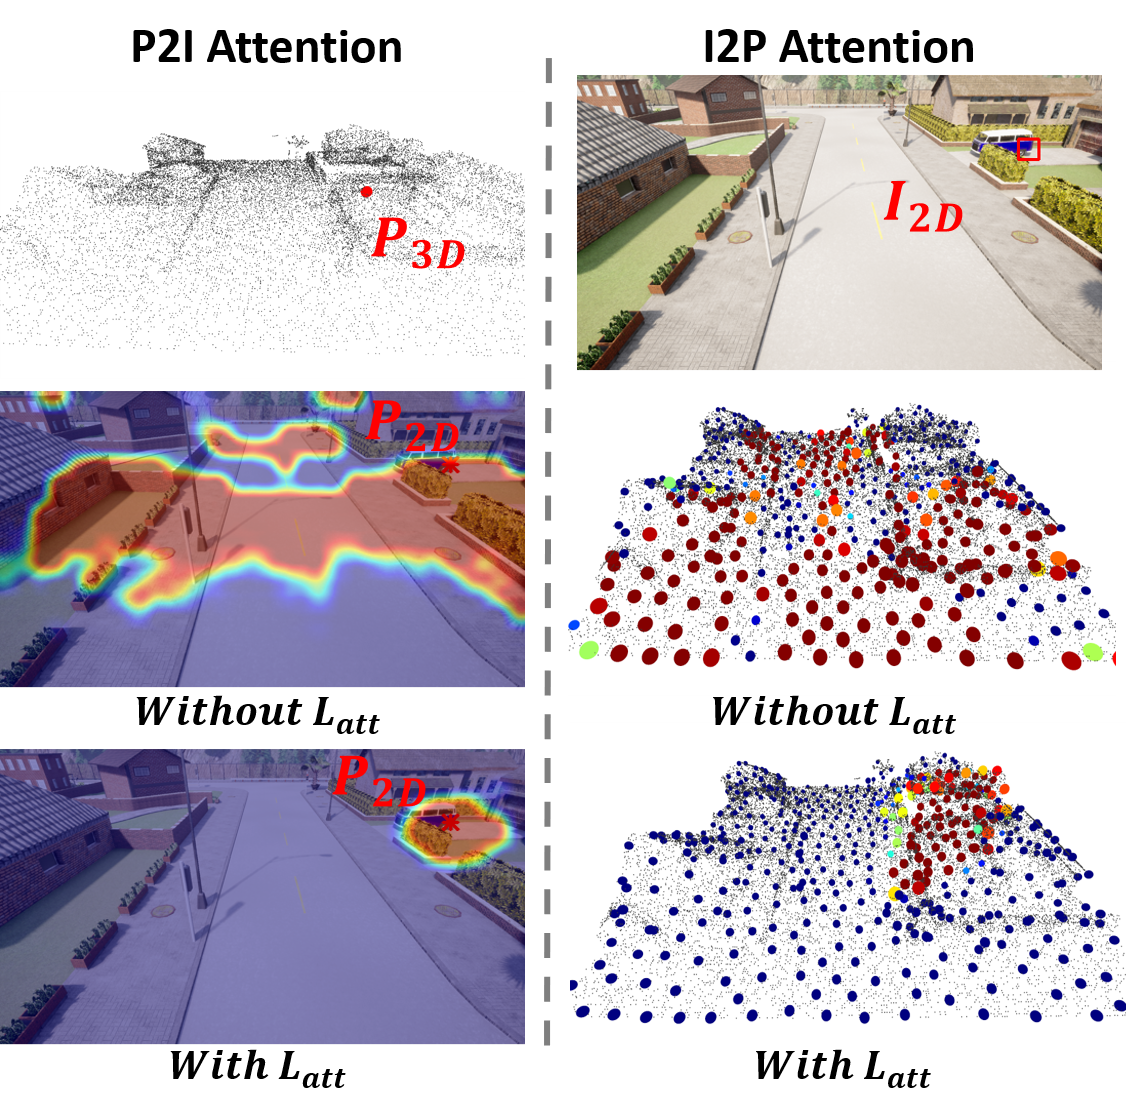 P2I Attention
I2P Attention
P3D
I2D
P2D
Without Latt
Without Latt
P2D
With Latt
With Latt